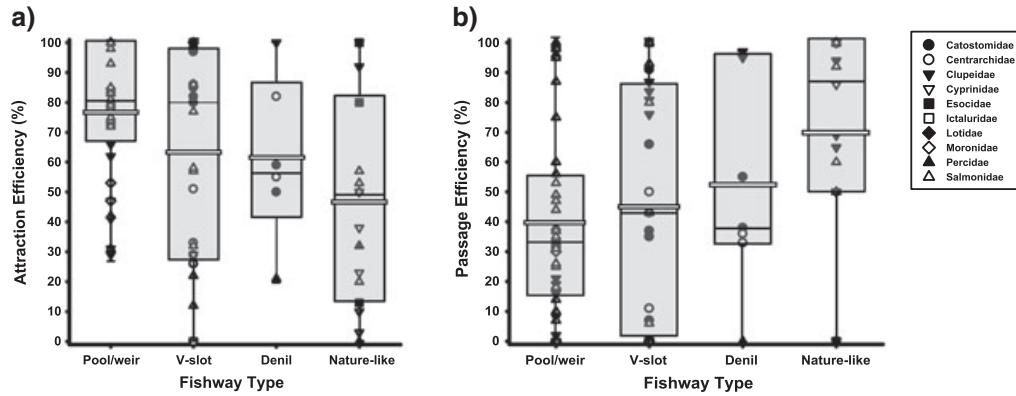 a)
Attraction Efficiency (%)
100
90
80
70
60
50
40
30
20
10
0
Pool/weir V-slot Denil Nature-like
Fishway Type
b)
Passage Efficiency (%)
100
90
80
70
60
50
40
30
20
10
0
Pool/weir V-slot Denil Nature-like
Fishway Type
Catostomidae
Centrarchidae
Clupeidae
Cyprinidae
Esocidae
Ictaluridae
Lotidae
Moronidae
Percidae
Salmonidae